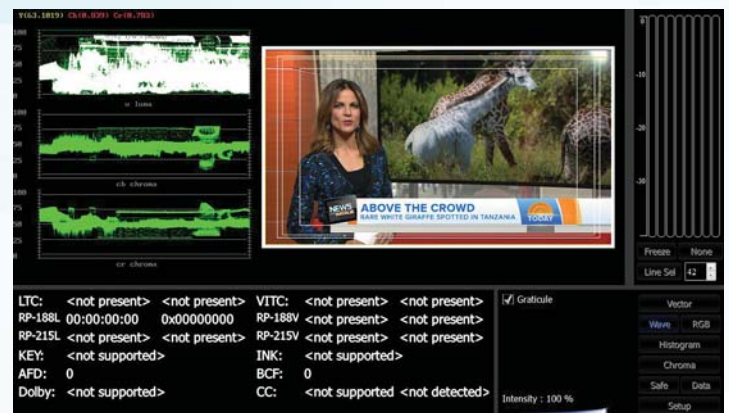 Y(63.1019) Ch(0.839) Cr(0.783)
100
75
50
25
0
w luma
100
75
50
25
0
cb chroma
100
75
50
25
0
cr chroma
NEWS
ABOVE THE CROWD
RARE WHITE GIRAFFE SPOTTED IN TANZANIA
TODAY
0
-10
-20
-30
Freeze None
Line Sel 42
LTC: <not present> <not present> VITC: <not present> <not present>
RP-188L 00:00:00:00 0x00000000 RP-188V <not present> <not present>
RP-215L <not present> <not present> RP-215V <not present> <not present>
KEY: <not supported> INK: <not supported>
AFD: 0 BCF: 0
Dolby: <not supported> CC: <not supported <not detected>
Graticule
Intensity : 100 %
Vector
Wave RGB
Histogram
Chroma
Safe Data
Setup